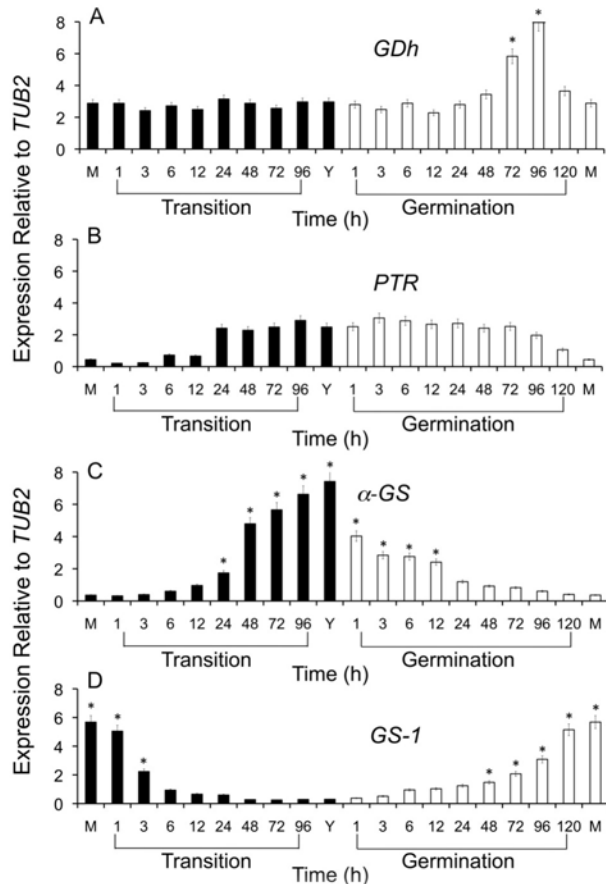 A
GDh
*
*
8
6
4
2
0
M 1 3 6 12 24 48 72 96 Y 1 3 6 12 24 48 72 96 120 M
Transition
Germination
Time (h)
Expression Relative to TUB2
B
PTR
8
6
4
2
0
M 1 3 6 12 24 48 72 96 Y 1 3 6 12 24 48 72 96 120 M
Transition
Germination
Time (h)
C
α-GS
* * * * * * * * *
8
6
4
2
0
M 1 3 6 12 24 48 72 96 Y 1 3 6 12 24 48 72 96 120 M
Transition
Germination
Time (h)
Expression Relative to TUB2
D
GS-1
* * * * * * * *
8
6
4
2
0
M 1 3 6 12 24 48 72 96 Y 1 3 6 12 24 48 72 96 120 M
Transition
Germination
Time (h)